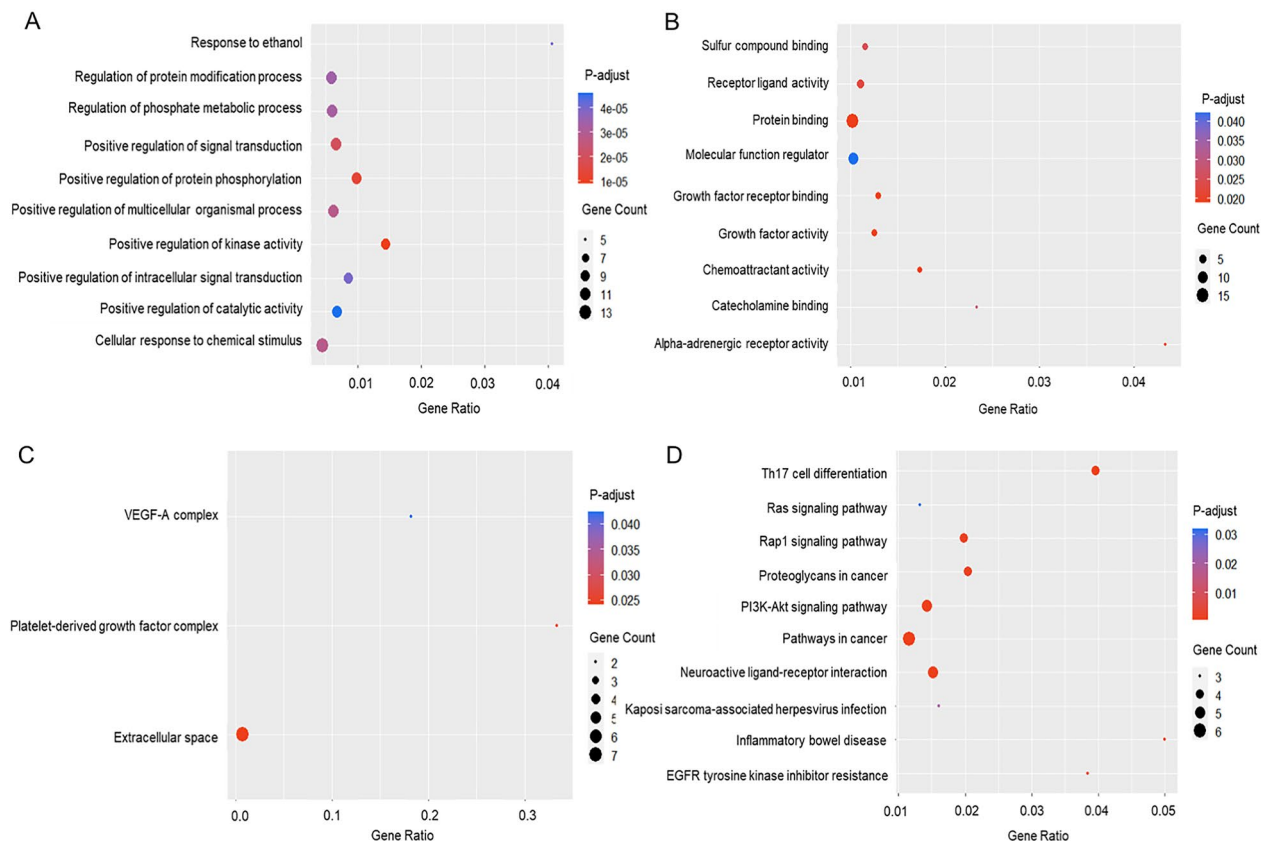 A
Response to ethanol
Regulation of protein modification process
Regulation of phosphate metabolic process
Positive regulation of signal transduction
Positive regulation of protein phosphorylation
Positive regulation of multicellular organismal process
Positive regulation of kinase activity
Positive regulation of intracellular signal transduction
Positive regulation of catalytic activity
Cellular response to chemical stimulus
0.01 0.02 0.03 0.04
Gene Ratio
P-adjust
4e-05
3e-05
2e-05
1e-05
Gene Count
5
7
9
11
13
B
Sulfur compound binding
Receptor ligand activity
Protein binding
Molecular function regulator
Growth factor receptor binding
Growth factor activity
Chemoattractant activity
Catecholamine binding
Alpha-adrenergic receptor activity
0.01 0.02 0.03 0.04
Gene Ratio
P-adjust
0.040
0.035
0.030
0.025
0.020
Gene Count
5
10
15
C
VEGF-A complex
Platelet-derived growth factor complex
Extracellular space
0.0 0.1 0.2 0.3
Gene Ratio
P-adjust
0.040
0.035
0.030
0.025
Gene Count
2
3
4
5
6
7
D
Th17 cell differentiation
Ras signaling pathway
Rap1 signaling pathway
Proteoglycans in cancer
PI3K-Akt signaling pathway
Pathways in cancer
Neuroactive ligand-receptor interaction
Kaposi sarcoma-associated herpesvirus infection
Inflammatory bowel disease
EGFR tyrosine kinase inhibitor resistance
0.01 0.02 0.03 0.04 0.05
Gene Ratio
P-adjust
0.03
0.02
0.01
Gene Count
3
4
5
6